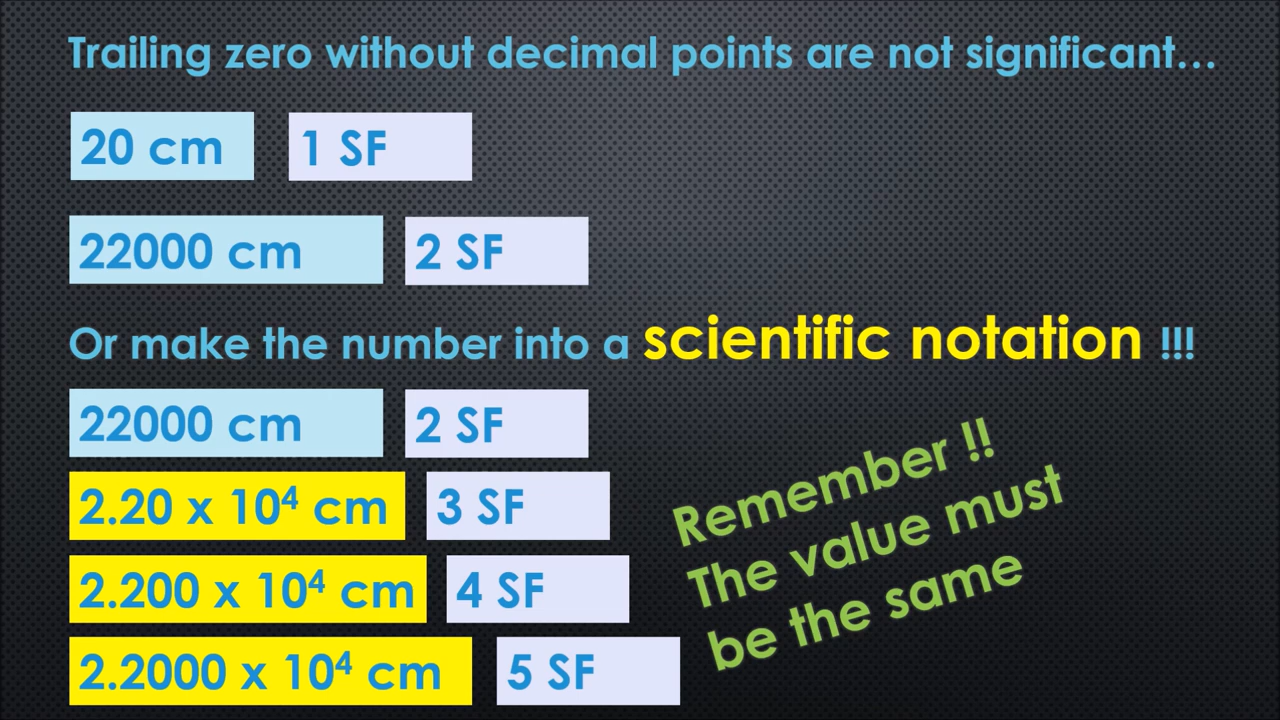 Trailing zero without decimal points are not significant...
20 cm 1 SF
22000 cm 2 SF
Or make the number into a scientific notation !!!
22000 cm 2 SF
2.20 x 10⁴ cm 3 SF
2.200 x 10⁴ cm 4 SF
2.2000 x 10⁴ cm 5 SF
Remember !!
The value must
be the same